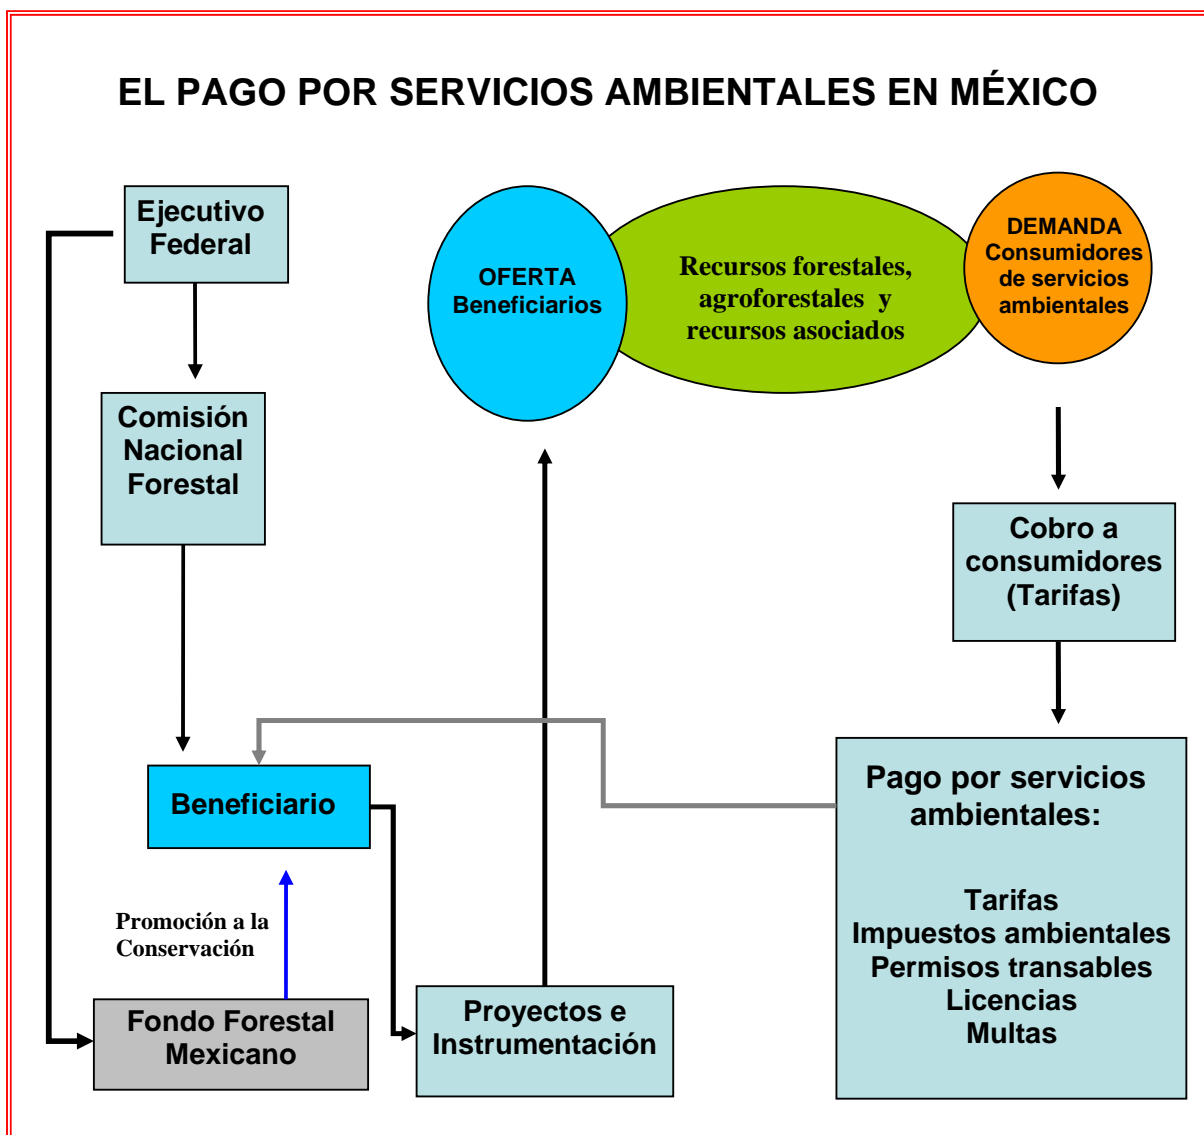 EL PAGO POR SERVICIOS AMBIENTALES EN MÉXICO
Ejecutivo
Federal
OFERTA
Beneficiarios
Recursos forestales,
agroforestales y
recursos asociados
DEMANDA
Consumidores
de servicios
ambientales
Comisión
Nacional
Forestal
Cobro a
consumidores
(Tarifas)
Beneficiario
Pago por servicios
ambientales:
Tarifas
Impuestos ambientales
Permisos transables
Licencias
Multas
Promoción a la
Conservación
Fondo Forestal
Mexicano
Proyectos e
Instrumentación